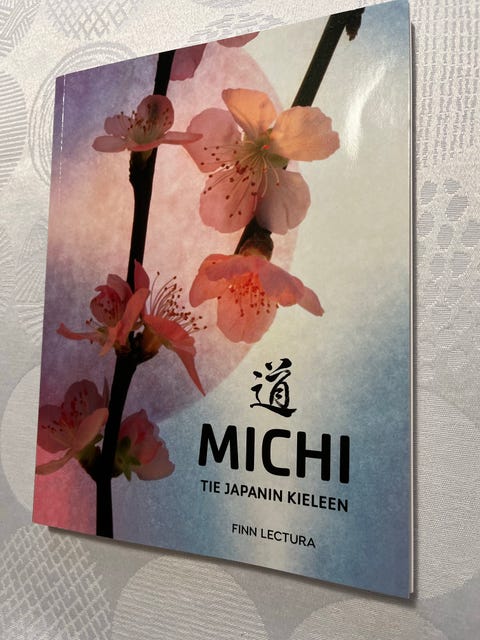 道
MICHI
TIE JAPANIN KIELEEN
FINN LECTURA